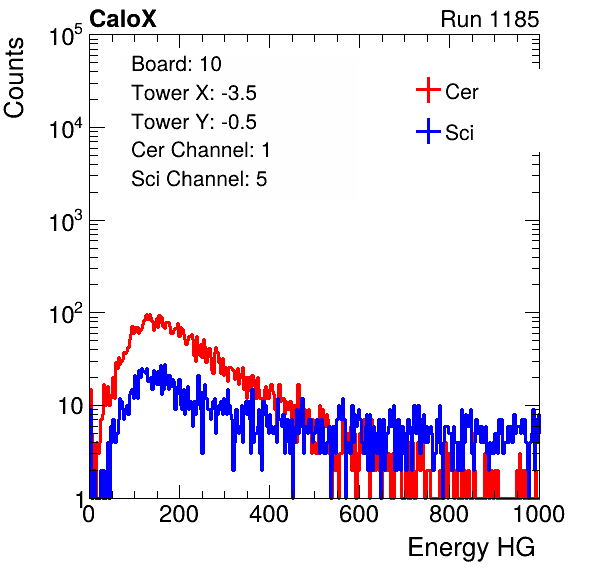 CaloX Run 1185
Counts
Board: 10
Tower X: -3.5
Tower Y: -0.5
Cer Channel: 1
Sci Channel: 5
Cer
Sci
10^5
10^4
10^3
10^2
10
1
0 200 400 600 800 1000
Energy HG